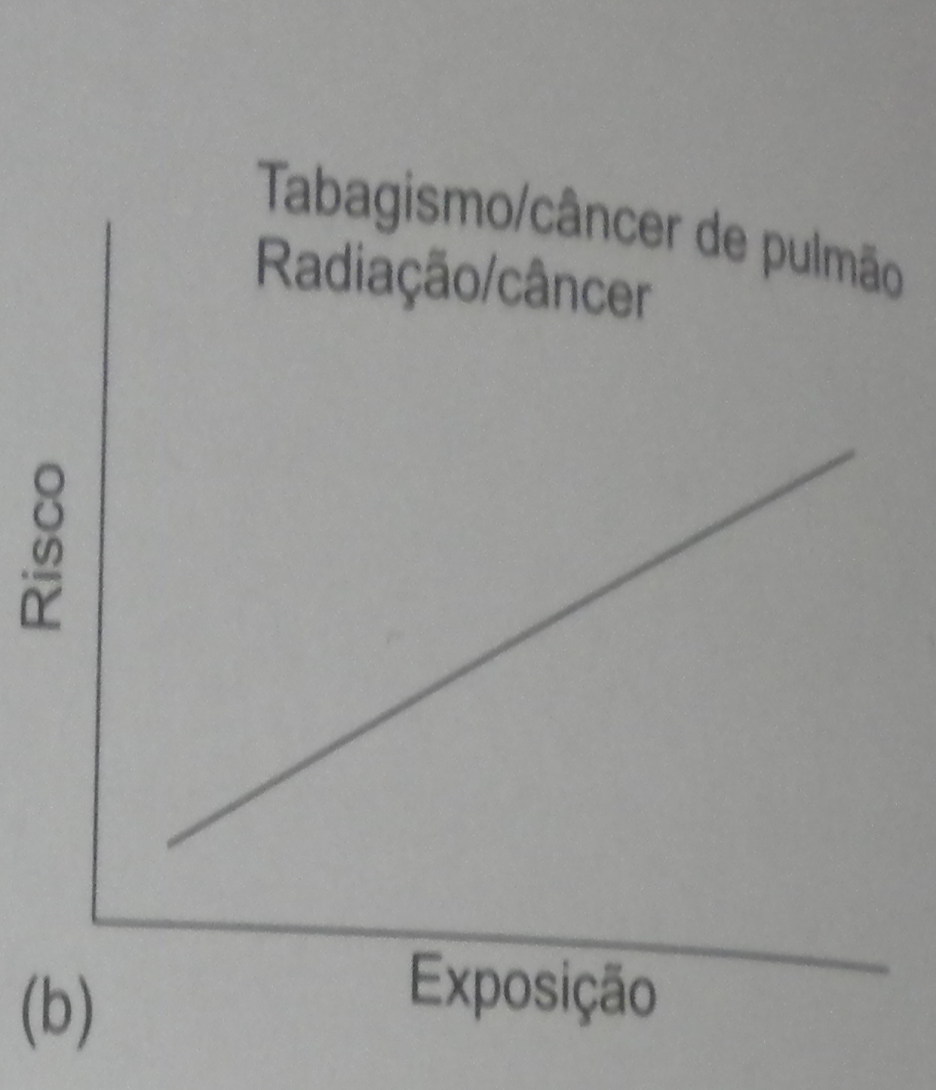 Tabagismo/câncer de pulmão
Radiação/câncer
Risco
Exposição
(b)